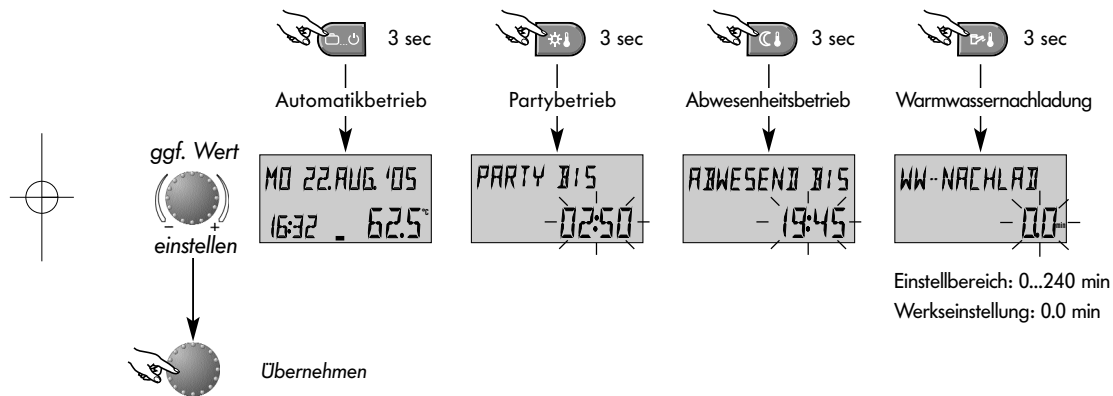 3 sec 3 sec 3 sec 3 sec
Automatikbetrieb Partybetrieb Abwesenheitsbetrieb Warmwassernachladung
ggf. Wert
MO 22.AUG. '05 PARTY BIS ABWESEND BIS WW-NACHLAD
16:32 _ 62.5 °C 02:50 19:45 0.0 min
- +
einstellen
Einstellbereich: 0...240 min
Werkseinstellung: 0.0 min
Übernehmen